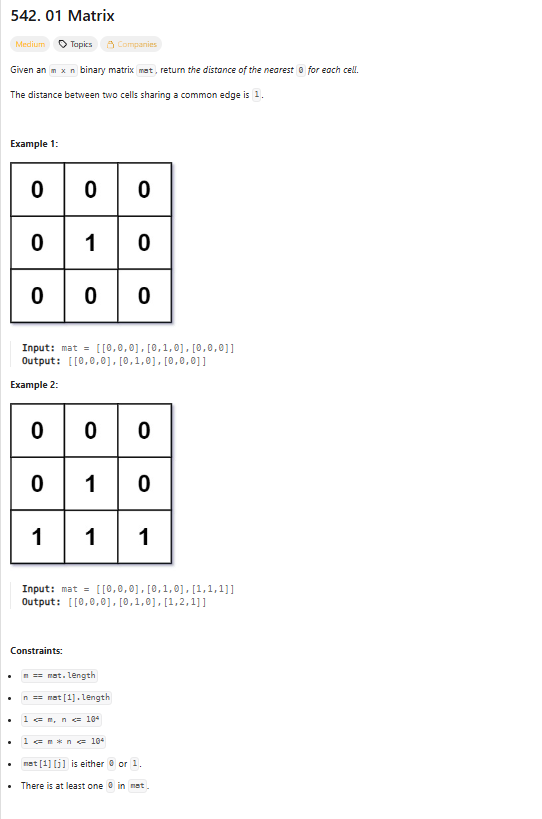 542. 01 Matrix
Medium Topics Companies
Given an m x n binary matrix mat, return the distance of the nearest 0 for each cell.
The distance between two cells sharing a common edge is 1.
Example 1:
0 0 0
0 1 0
0 0 0
Input: mat = [[0,0,0],[0,1,0],[0,0,0]]
Output: [[0,0,0],[0,1,0],[0,0,0]]
Example 2:
0 0 0
0 1 0
1 1 1
Input: mat = [[0,0,0],[0,1,0],[1,1,1]]
Output: [[0,0,0],[0,1,0],[1,2,1]]
Constraints:
• m == mat.length
• n == mat[i].length
• 1 <= m, n <= 10⁴
• 1 <= m * n <= 10⁴
• mat[i][j] is either 0 or 1.
• There is at least one 0 in mat.